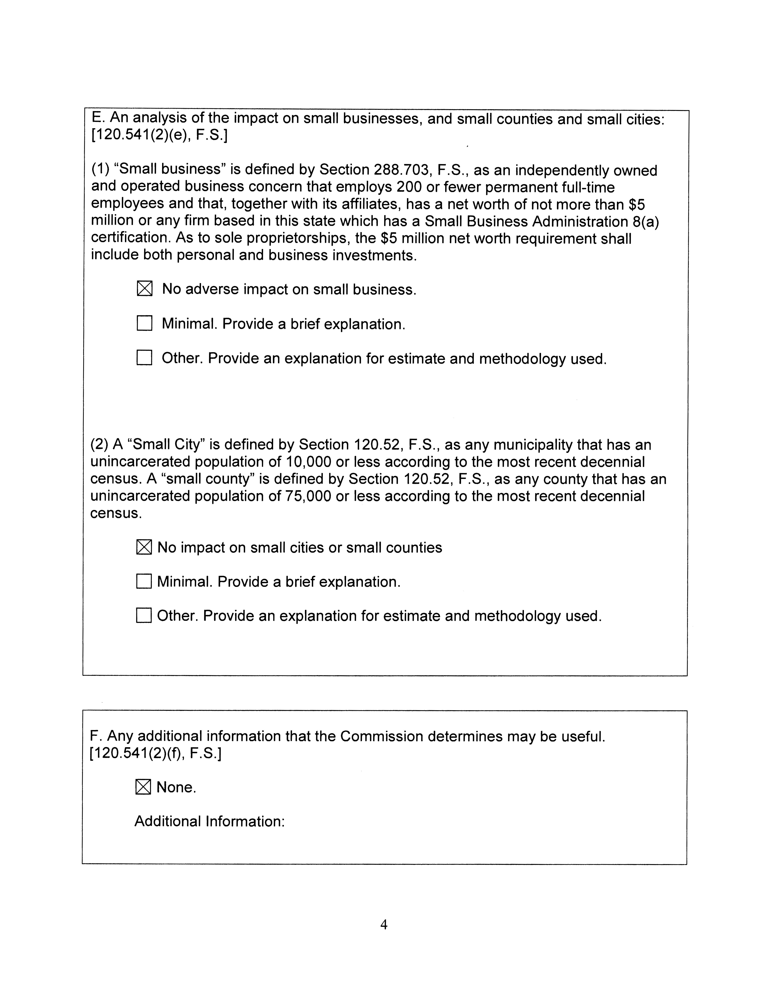 E. An analysis of the impact on small businesses, and small counties and small cities:
[120.541(2)(e), F.S.]
(1) “Small business” is defined by Section 288.703, F.S., as an independently owned
and operated business concern that employs 200 or fewer permanent full-time
employees and that, together with its affiliates, has a net worth of not more than $5
million or any firm based in this state which has a Small Business Administration 8(a)
certification. As to sole proprietorships, the $5 million net worth requirement shall
include both personal and business investments.
☒ No adverse impact on small business.
☐ Minimal. Provide a brief explanation.
☐ Other. Provide an explanation for estimate and methodology used.
(2) A “Small City” is defined by Section 120.52, F.S., as any municipality that has an
unincarcerated population of 10,000 or less according to the most recent decennial
census. A “small county” is defined by Section 120.52, F.S., as any county that has an
unincarcerated population of 75,000 or less according to the most recent decennial
census.
☒ No impact on small cities or small counties
☐ Minimal. Provide a brief explanation.
☐ Other. Provide an explanation for estimate and methodology used.
F. Any additional information that the Commission determines may be useful.
[120.541(2)(f), F.S.]
☒ None.
Additional Information:
4